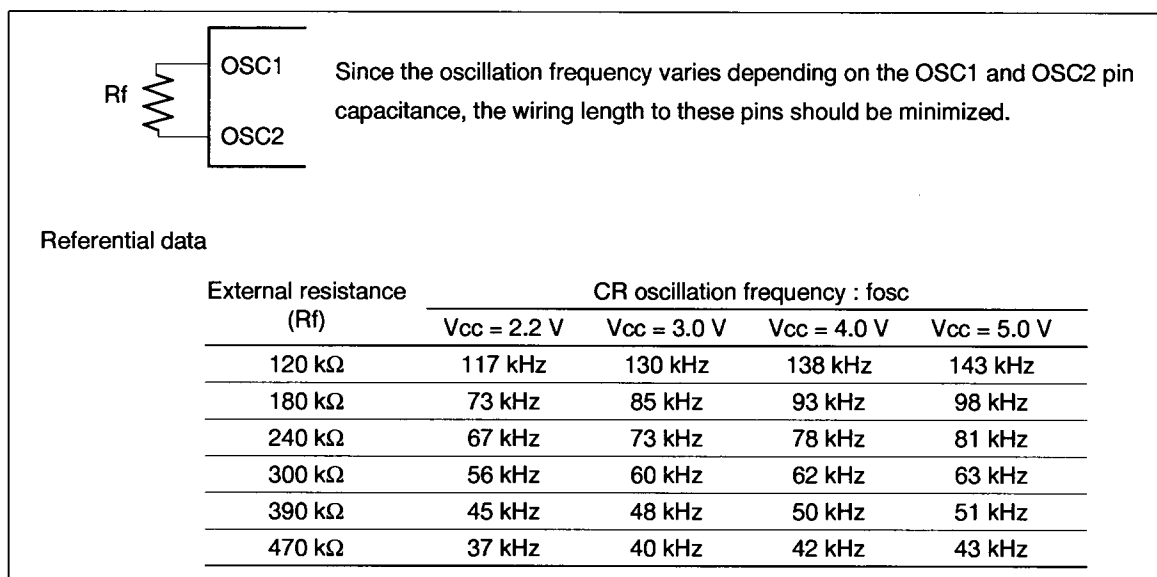 OSC1
Rf
OSC2
Since the oscillation frequency varies depending on the OSC1 and OSC2 pin
capacitance, the wiring length to these pins should be minimized.
Referential data
External resistance
(Rf)
CR oscillation frequency : fosc
Vcc = 2.2 V Vcc = 3.0 V Vcc = 4.0 V Vcc = 5.0 V
120 kΩ 117 kHz 130 kHz 138 kHz 143 kHz
180 kΩ 73 kHz 85 kHz 93 kHz 98 kHz
240 kΩ 67 kHz 73 kHz 78 kHz 81 kHz
300 kΩ 56 kHz 60 kHz 62 kHz 63 kHz
390 kΩ 45 kHz 48 kHz 50 kHz 51 kHz
470 kΩ 37 kHz 40 kHz 42 kHz 43 kHz